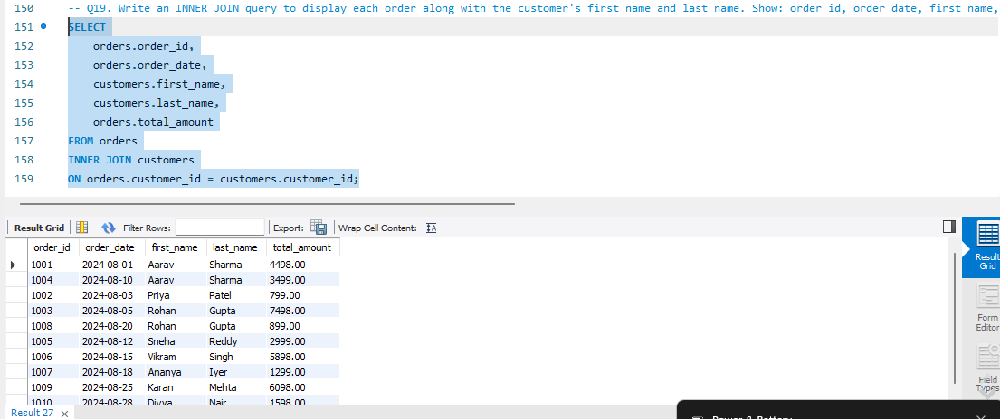 150 -- Q19. Write an INNER JOIN query to display each order along with the customer's first_name and last_name. Show: order_id, order_date, first_name,
151 SELECT
152 orders.order_id,
153 orders.order_date,
154 customers.first_name,
155 customers.last_name,
156 orders.total_amount
157 FROM orders
158 INNER JOIN customers
159 ON orders.customer_id = customers.customer_id;
Result Grid Filter Rows: Export: Wrap Cell Content:
order_id order_date first_name last_name total_amount
1001 2024-08-01 Aarav Sharma 4498.00
1004 2024-08-10 Aarav Sharma 3499.00
1002 2024-08-03 Priya Patel 799.00
1003 2024-08-05 Rohan Gupta 7498.00
1008 2024-08-20 Rohan Gupta 899.00
1005 2024-08-12 Sneha Reddy 2999.00
1006 2024-08-15 Vikram Singh 5898.00
1007 2024-08-18 Ananya Iyer 1299.00
1009 2024-08-25 Karan Mehta 6098.00
1010 2024-08-28 Divya Nair 1598.00
Result
Grid
Form
Editor
Field
Types
Result 27
Power & Battery